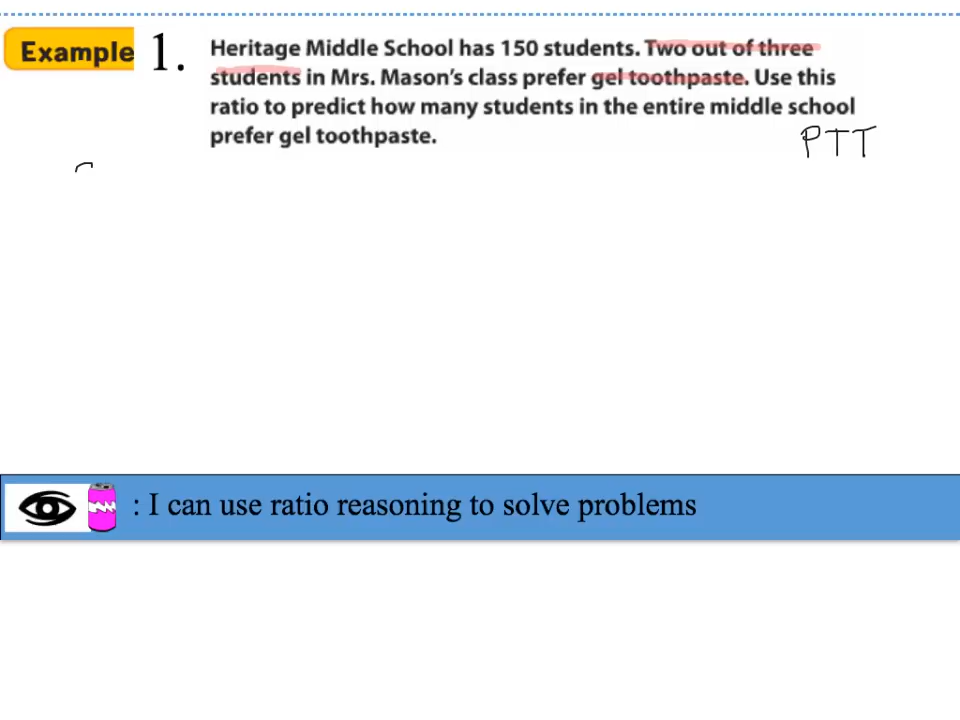 Example 1. Heritage Middle School has 150 students. Two out of three
students in Mrs. Mason's class prefer gel toothpaste. Use this
ratio to predict how many students in the entire middle school
prefer gel toothpaste.
PTT
: I can use ratio reasoning to solve problems